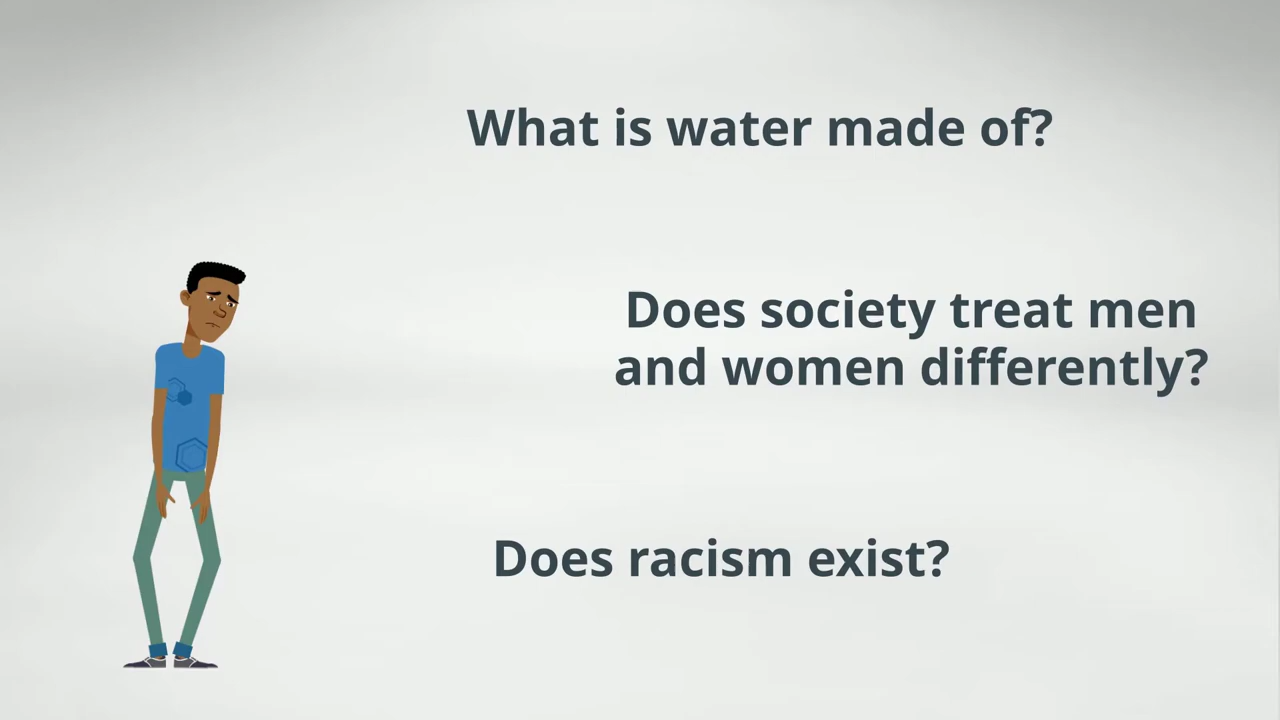 What is water made of?
Does society treat men
and women differently?
Does racism exist?